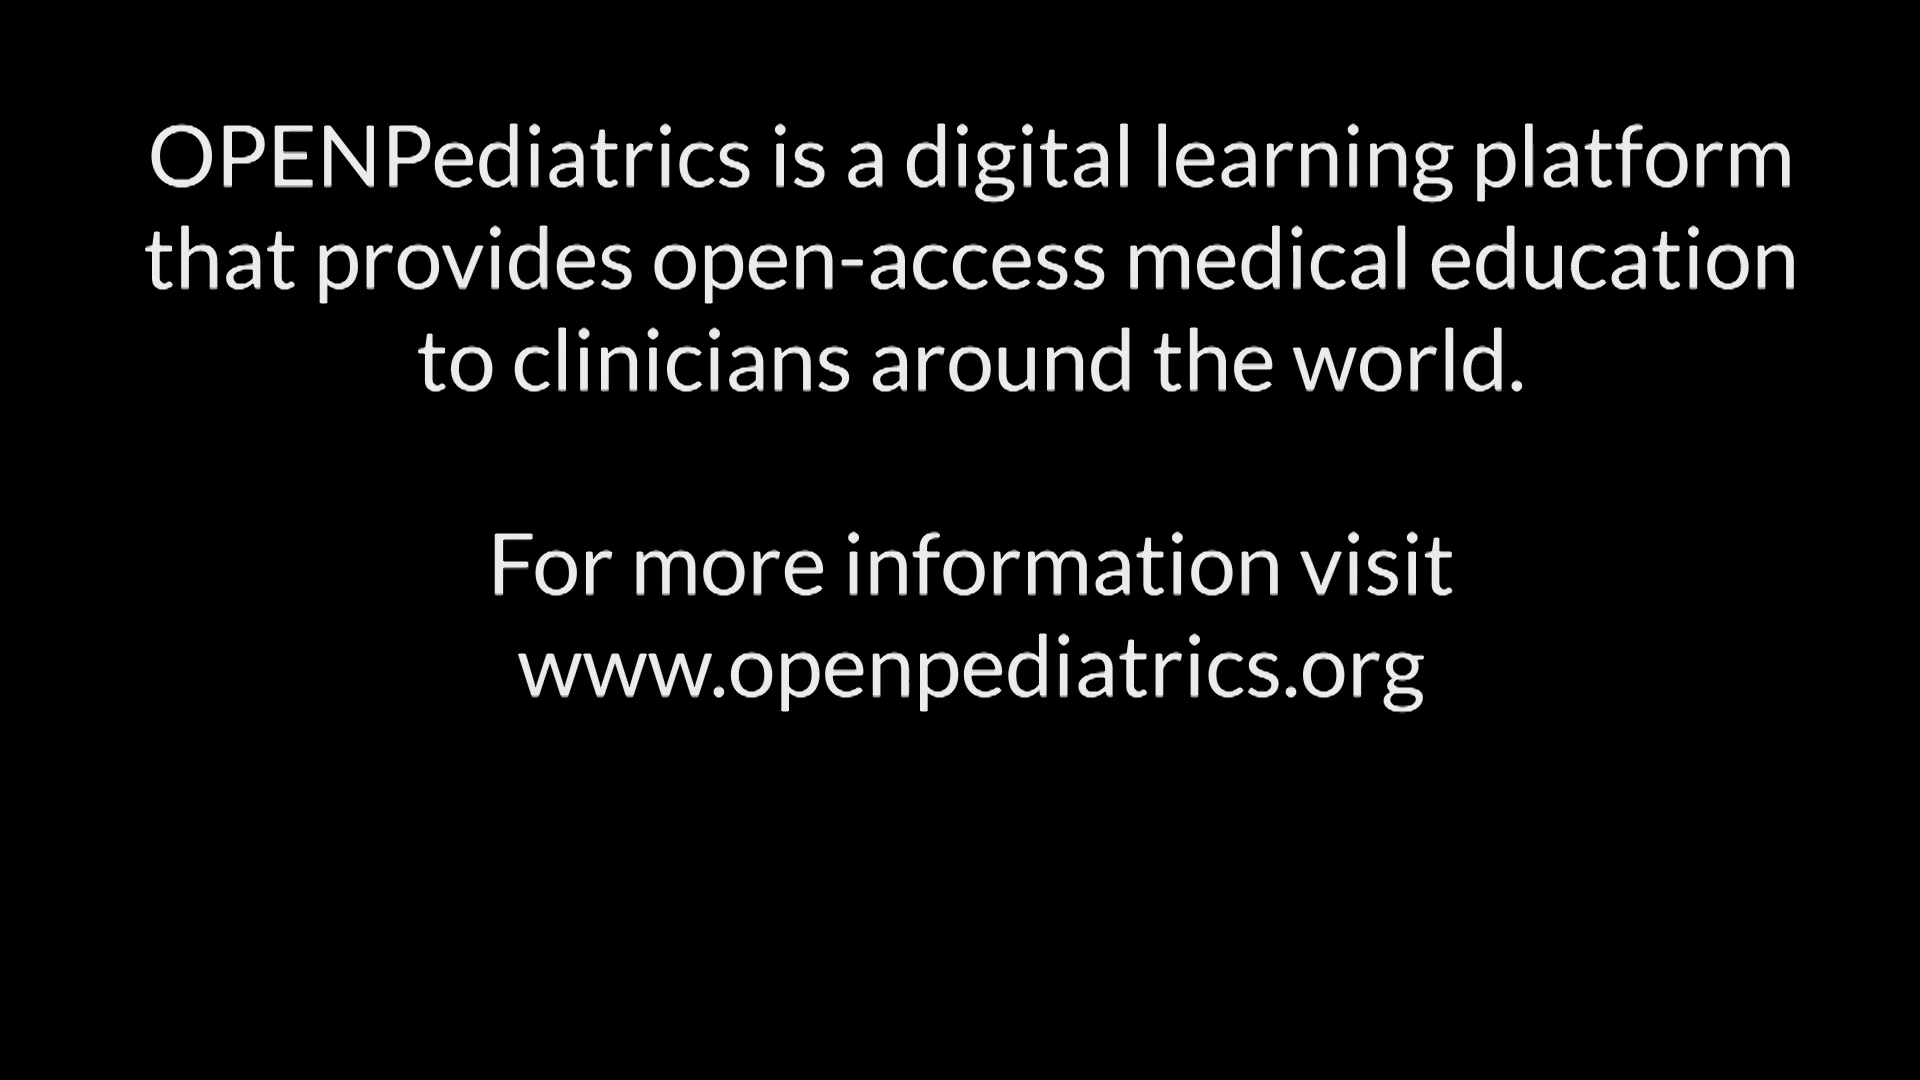 OPENPediatrics is a digital learning platform
that provides open-access medical education
to clinicians around the world.
For more information visit
www.openpediatrics.org